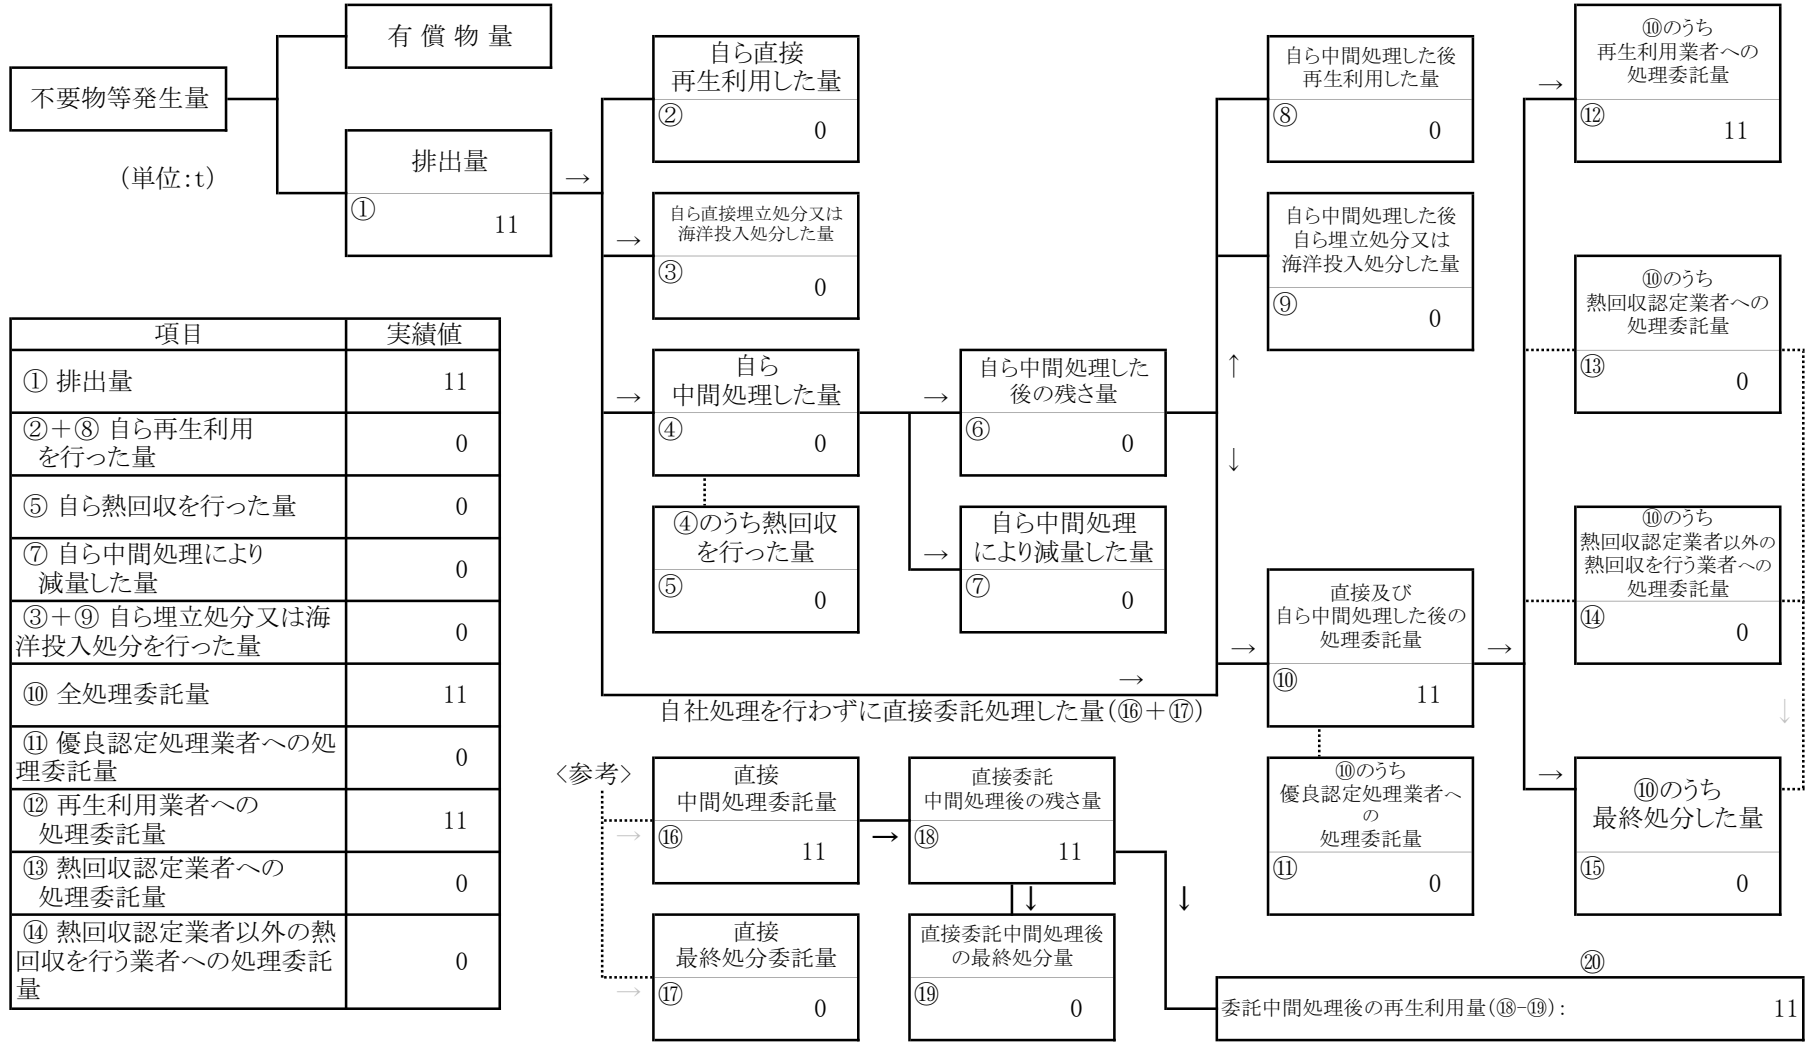 不要物等発生量
(単位:t)
有 償 物 量
排出量
①
11
→
自ら直接
再生利用した量
②
0
→
自ら直接埋立処分又は
海洋投入処分した量
③
0
→
自ら
中間処理した量
④
0
④のうち熱回収
を行った量
⑤
0
→
自ら中間処理した
後の残さ量
⑥
0
→
自ら中間処理
により減量した量
⑦
0
自ら中間処理した後
再生利用した量
⑧
0
自ら中間処理した後
自ら埋立処分又は
海洋投入処分した量
⑨
0
↑
↓
→
自社処理を行わずに直接委託処理した量(⑯+⑰)
→
直接及び
自ら中間処理した後の
処理委託量
⑩
11
⑩のうち
優良認定処理業者へ
の
処理委託量
⑪
0
→
→
⑩のうち
再生利用業者への
処理委託量
⑫
11
⑩のうち
熱回収認定業者への
処理委託量
⑬
0
⑩のうち
熱回収認定業者以外の
熱回収を行う業者への
処理委託量
⑭
0
↓
→
⑩のうち
最終処分した量
⑮
0
項目 実績値
① 排出量 11
②+⑧ 自ら再生利用
を行った量 0
⑤ 自ら熱回収を行った量 0
⑦ 自ら中間処理により
減量した量 0
③+⑨ 自ら埋立処分又は海
洋投入処分を行った量 0
⑩ 全処理委託量 11
⑪ 優良認定処理業者への処
理委託量 0
⑫ 再生利用業者への
処理委託量 11
⑬ 熱回収認定業者への
処理委託量 0
⑭ 熱回収認定業者以外の熱
回収を行う業者への処理委託
量 0
<参考>
→
直接
中間処理委託量
⑯
11
→
直接
最終処分委託量
⑰
0
→
直接委託
中間処理後の残さ量
⑱
11
↓
直接委託中間処理後
の最終処分量
⑲
0
↓
⑳
委託中間処理後の再生利用量(⑱-⑲): 11